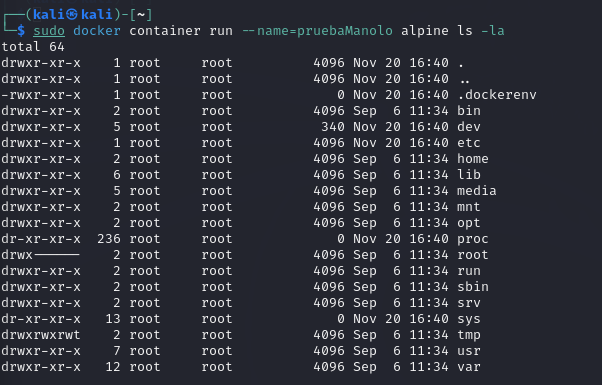 ┌──(kali㉿kali)-[~]
└─$ sudo docker container run --name=pruebaManolo alpine ls -la
total 64
drwxr-xr-x    1 root     root          4096 Nov 20 16:40 .
drwxr-xr-x    1 root     root          4096 Nov 20 16:40 ..
-rwxr-xr-x    1 root     root             0 Nov 20 16:40 .dockerenv
drwxr-xr-x    2 root     root          4096 Sep  6 11:34 bin
drwxr-xr-x    5 root     root           340 Nov 20 16:40 dev
drwxr-xr-x    1 root     root          4096 Nov 20 16:40 etc
drwxr-xr-x    2 root     root          4096 Sep  6 11:34 home
drwxr-xr-x    6 root     root          4096 Sep  6 11:34 lib
drwxr-xr-x    5 root     root          4096 Sep  6 11:34 media
drwxr-xr-x    2 root     root          4096 Sep  6 11:34 mnt
drwxr-xr-x    2 root     root          4096 Sep  6 11:34 opt
dr-xr-xr-x  236 root     root             0 Nov 20 16:40 proc
drwx------    2 root     root          4096 Sep  6 11:34 root
drwxr-xr-x    2 root     root          4096 Sep  6 11:34 run
drwxr-xr-x    2 root     root          4096 Sep  6 11:34 sbin
drwxr-xr-x    2 root     root          4096 Sep  6 11:34 srv
dr-xr-xr-x   13 root     root             0 Nov 20 16:40 sys
drwxrwxrwt    2 root     root          4096 Sep  6 11:34 tmp
drwxr-xr-x    7 root     root          4096 Sep  6 11:34 usr
drwxr-xr-x   12 root     root          4096 Sep  6 11:34 var